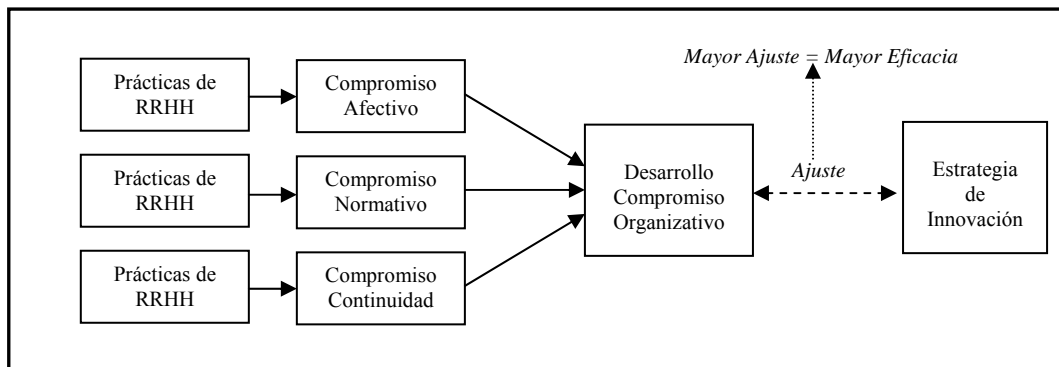 Mayor Ajuste = Mayor Eficacia
Prácticas de
RRHH
Compromiso
Afectivo
Prácticas de
RRHH
Compromiso
Normativo
Prácticas de
RRHH
Compromiso
Continuidad
Desarrollo
Compromiso
Organizativo
Ajuste
Estrategia
de
Innovación